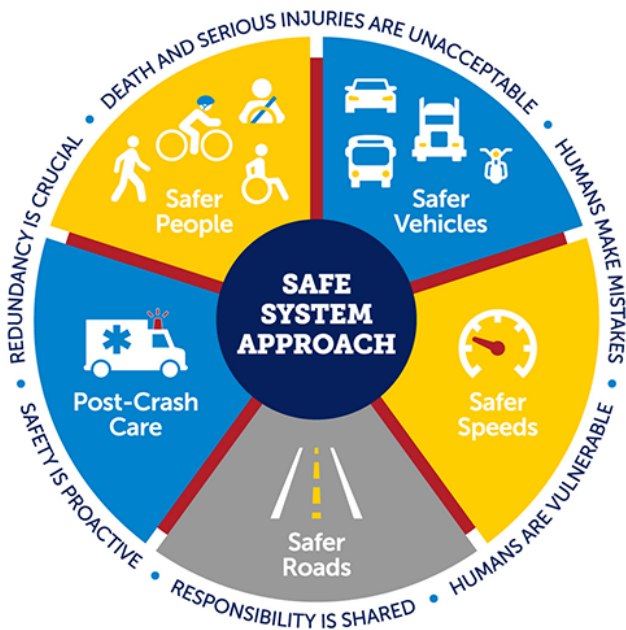 DEATH AND SERIOUS INJURIES ARE UNACCEPTABLE
HUMANS MAKE MISTAKES
HUMANS ARE VULNERABLE
RESPONSIBILITY IS SHARED
SAFETY IS PROACTIVE
REDUNDANCY IS CRUCIAL
Safer
People
Safer
Vehicles
SAFE
SYSTEM
APPROACH
Post-Crash
Care
Safer
Speeds
Safer
Roads